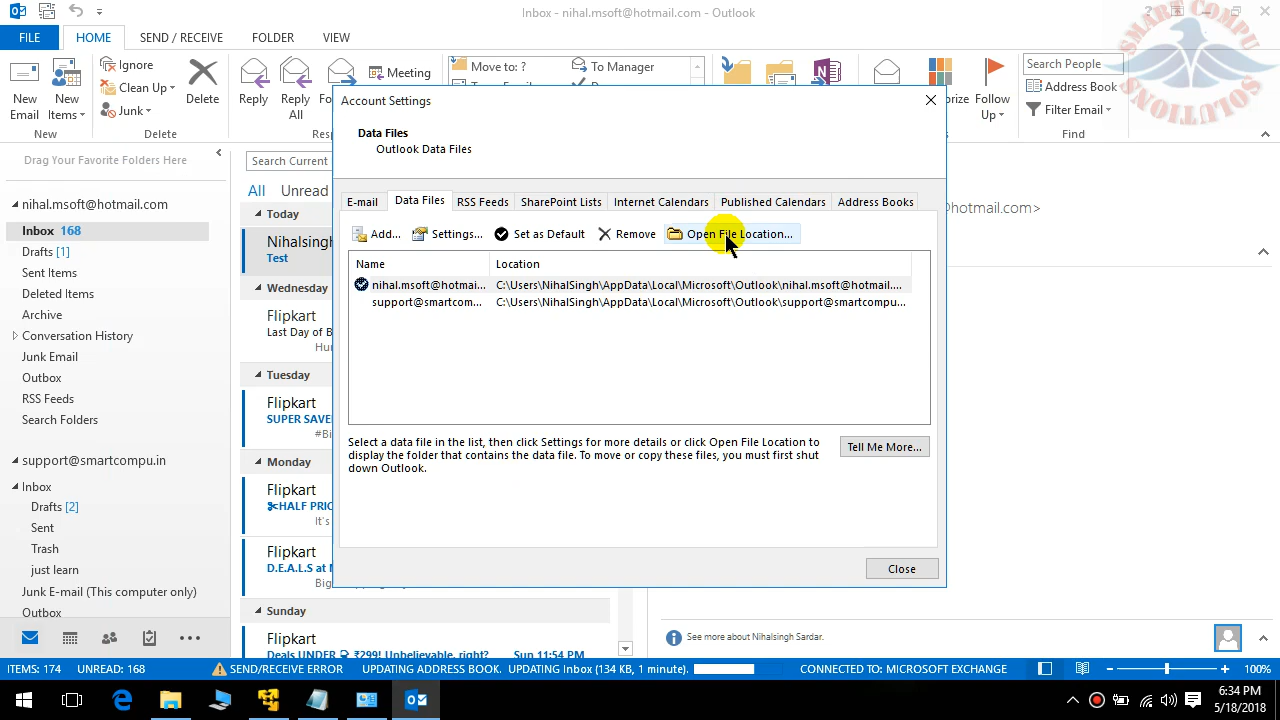 Inbox - nihal.msoft@hotmail.com - Outlook
FILE HOME SEND / RECEIVE FOLDER VIEW
New Email
New Items
Ignore
Clean Up
Junk
Delete
Reply
Reply All
Meeting
Move to: ?
To Manager
Follow Up
Search People
Address Book
Filter Email
New
Delete
Find
SMART COMPU
SOLUTIONS
Drag Your Favorite Folders Here
nihal.msoft@hotmail.com
Inbox 168
Drafts [1]
Sent Items
Deleted Items
Archive
Conversation History
Junk Email
Outbox
RSS Feeds
Search Folders
support@smartcompu.in
Inbox
Drafts [2]
Sent
Trash
just learn
Junk E-mail (This computer only)
Outbox
Search Current
All Unread
Today
Nihalsingh
Test
Wednesday
Flipkart
Last Day of B
Tuesday
Flipkart
SUPER SAVE
Monday
Flipkart
HALF PRIC
It's
Flipkart
D.E.A.L.S at
Big
Sunday
Flipkart
Deals UNDER ₹299! Unbelievable, right? Sun 11:54 PM
Account Settings
Data Files
Outlook Data Files
E-mail Data Files RSS Feeds SharePoint Lists Internet Calendars Published Calendars Address Books
Add... Settings... Set as Default Remove Open File Location...
Name Location
nihal.msoft@hotmai... C:\Users\NihalSingh\AppData\Local\Microsoft\Outlook\nihal.msoft@hotmail....
support@smartcom... C:\Users\NihalSingh\AppData\Local\Microsoft\Outlook\support@smartcompu...
Select a data file in the list, then click Settings for more details or click Open File Location to
display the folder that contains the data file. To move or copy these files, you must first shut
down Outlook.
Tell Me More...
Close
@hotmail.com>
See more about Nihalsingh Sardar.
ITEMS: 174 UNREAD: 168 SEND/RECEIVE ERROR UPDATING ADDRESS BOOK. UPDATING Inbox (134 KB, 1 minute). CONNECTED TO: MICROSOFT EXCHANGE 100%
6:34 PM
5/18/2018